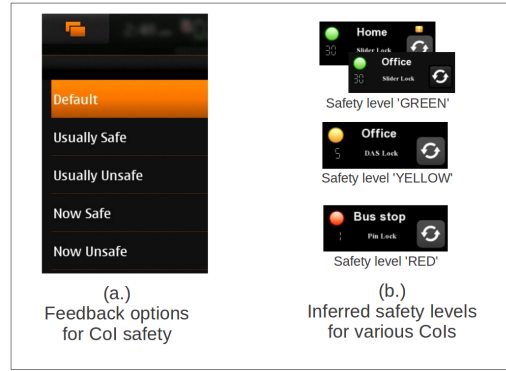 Default
Usually Safe
Usually Unsafe
Now Safe
Now Unsafe
(a.)
Feedback options
for CoI safety
Home
30 Slider Lock
Office
30 Slider Lock
Safety level 'GREEN'
Office
5 DAS Lock
Safety level 'YELLOW'
Bus stop
1 Pin Lock
Safety level 'RED'
(b.)
Inferred safety levels
for various CoIs